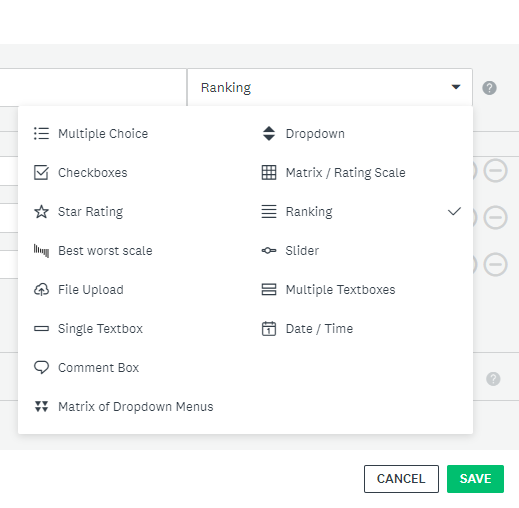 Ranking
Multiple Choice
Dropdown
Checkboxes
Matrix / Rating Scale
Star Rating
Ranking
Best worst scale
Slider
File Upload
Multiple Textboxes
Single Textbox
Date / Time
Comment Box
Matrix of Dropdown Menus
CANCEL
SAVE